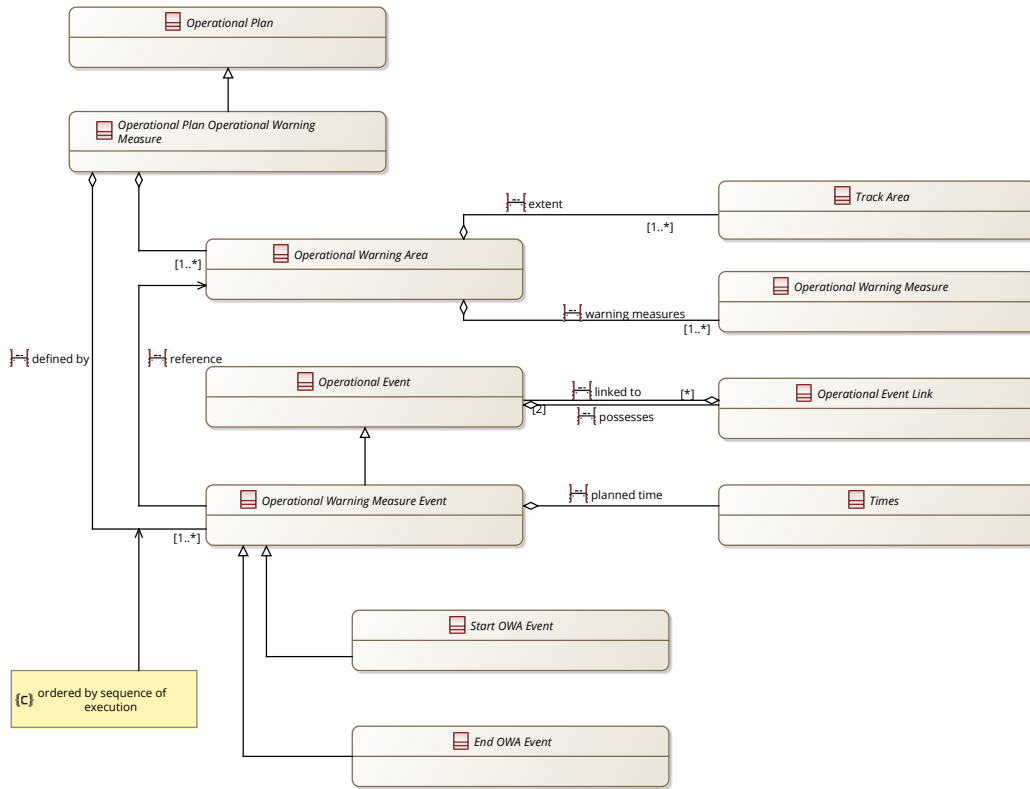 Operational Plan
Operational Plan Operational Warning
Measure
extent
Track Area
[1..*]
Operational Warning Area
[1..*]
Operational Warning Measure
warning measures
[1..*]
defined by
reference
Operational Event
linked to
[*]
Operational Event Link
[2]
possesses
Operational Warning Measure Event
planned time
Times
[1..*]
Start OWA Event
{C} ordered by sequence of
execution
End OWA Event